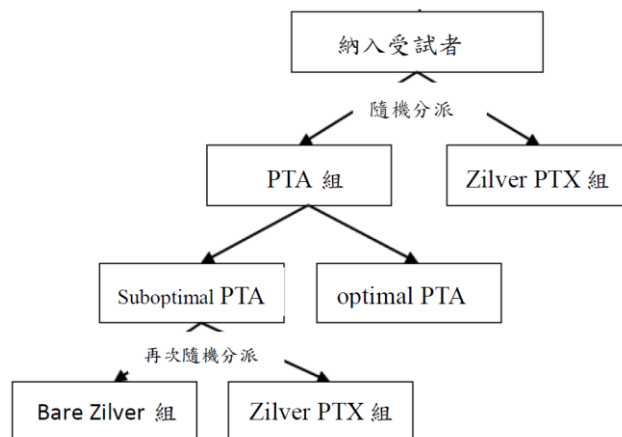 納入受試者
隨機分派
PTA 組
Zilver PTX 組
Suboptimal PTA
optimal PTA
再次隨機分派
Bare Zilver 組
Zilver PTX 組